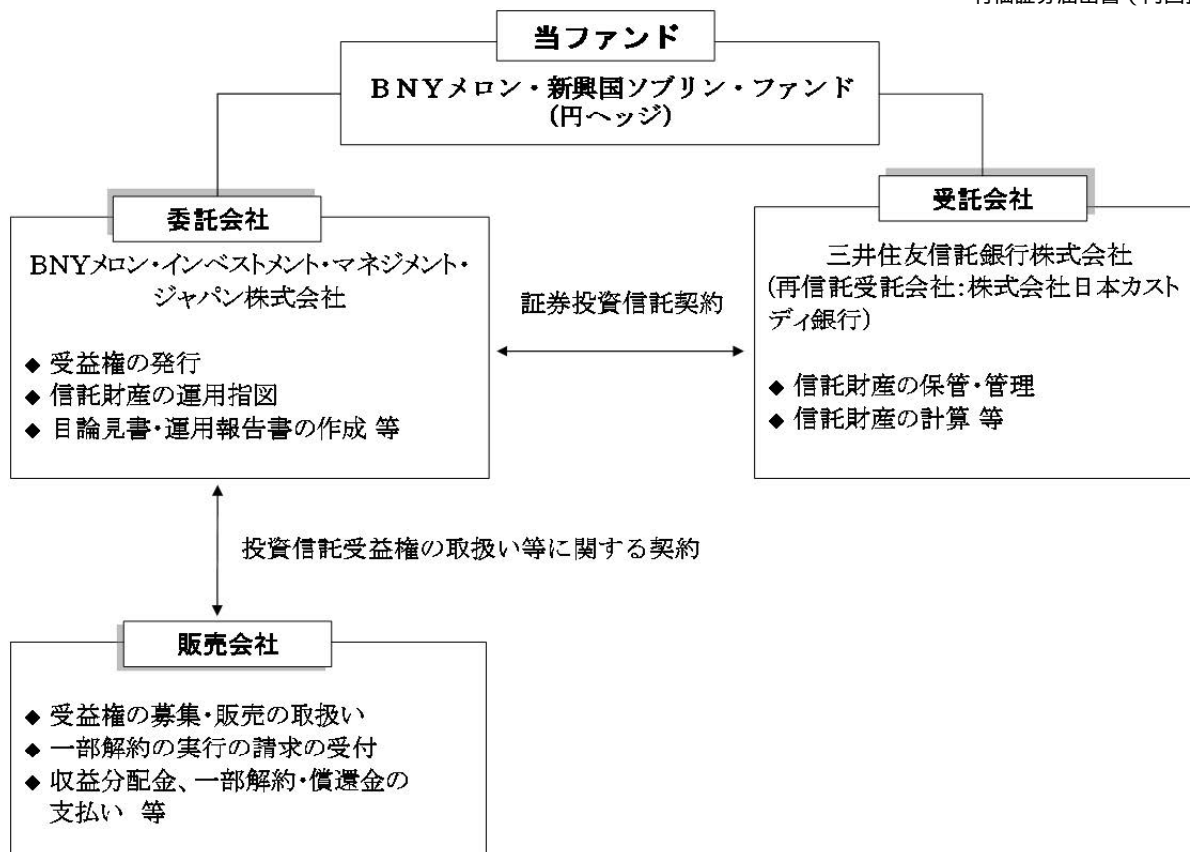 当ファンド
BNYメロン・新興国ソブリン・ファンド
(円ヘッジ)
委託会社
BNYメロン・インベストメント・マネジメント・
ジャパン株式会社
◆ 受益権の発行
◆ 信託財産の運用指図
◆ 目論見書・運用報告書の作成 等
証券投資信託契約
受託会社
三井住友信託銀行株式会社
(再信託受託会社:株式会社日本カスト
ディ銀行)
◆ 信託財産の保管・管理
◆ 信託財産の計算 等
投資信託受益権の取扱い等に関する契約
販売会社
◆ 受益権の募集・販売の取扱い
◆ 一部解約の実行の請求の受付
◆ 収益分配金、一部解約・償還金の
支払い 等